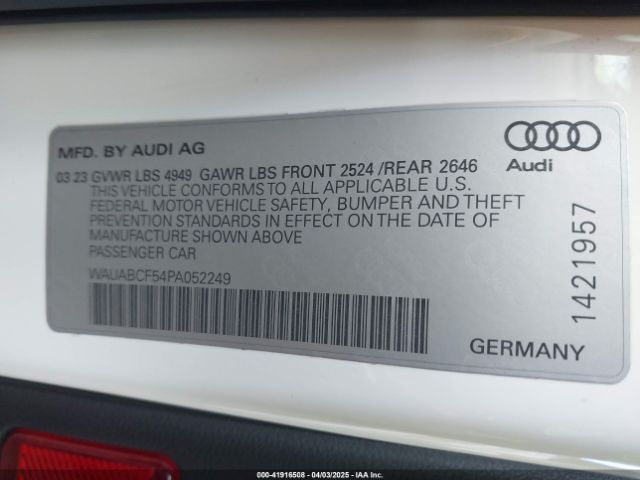 MFD. BY AUDI AG
Audi
03 23 GVWR LBS 4949 GAWR LBS FRONT 2524 /REAR 2646
THIS VEHICLE CONFORMS TO ALL APPLICABLE U.S.
FEDERAL MOTOR VEHICLE SAFETY, BUMPER AND THEFT
PREVENTION STANDARDS IN EFFECT ON THE DATE OF
MANUFACTURE SHOWN ABOVE
PASSENGER CAR
WAUABCF54PA052249
1421957
GERMANY
000-41916508 - 04/03/2025 - IAA Inc.